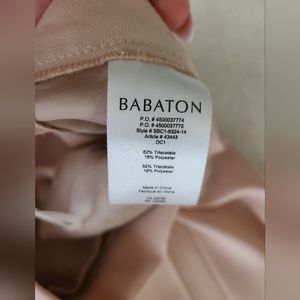 BABATON
P.O. # 4500037774
P.O. # 4500037775
Style # SBC1-6324-14
Article # 43443
DC1
82% Triacetate
18% Polyester
82% Triacétate
18% Polyester
Made in China
Fabriqué en Chine